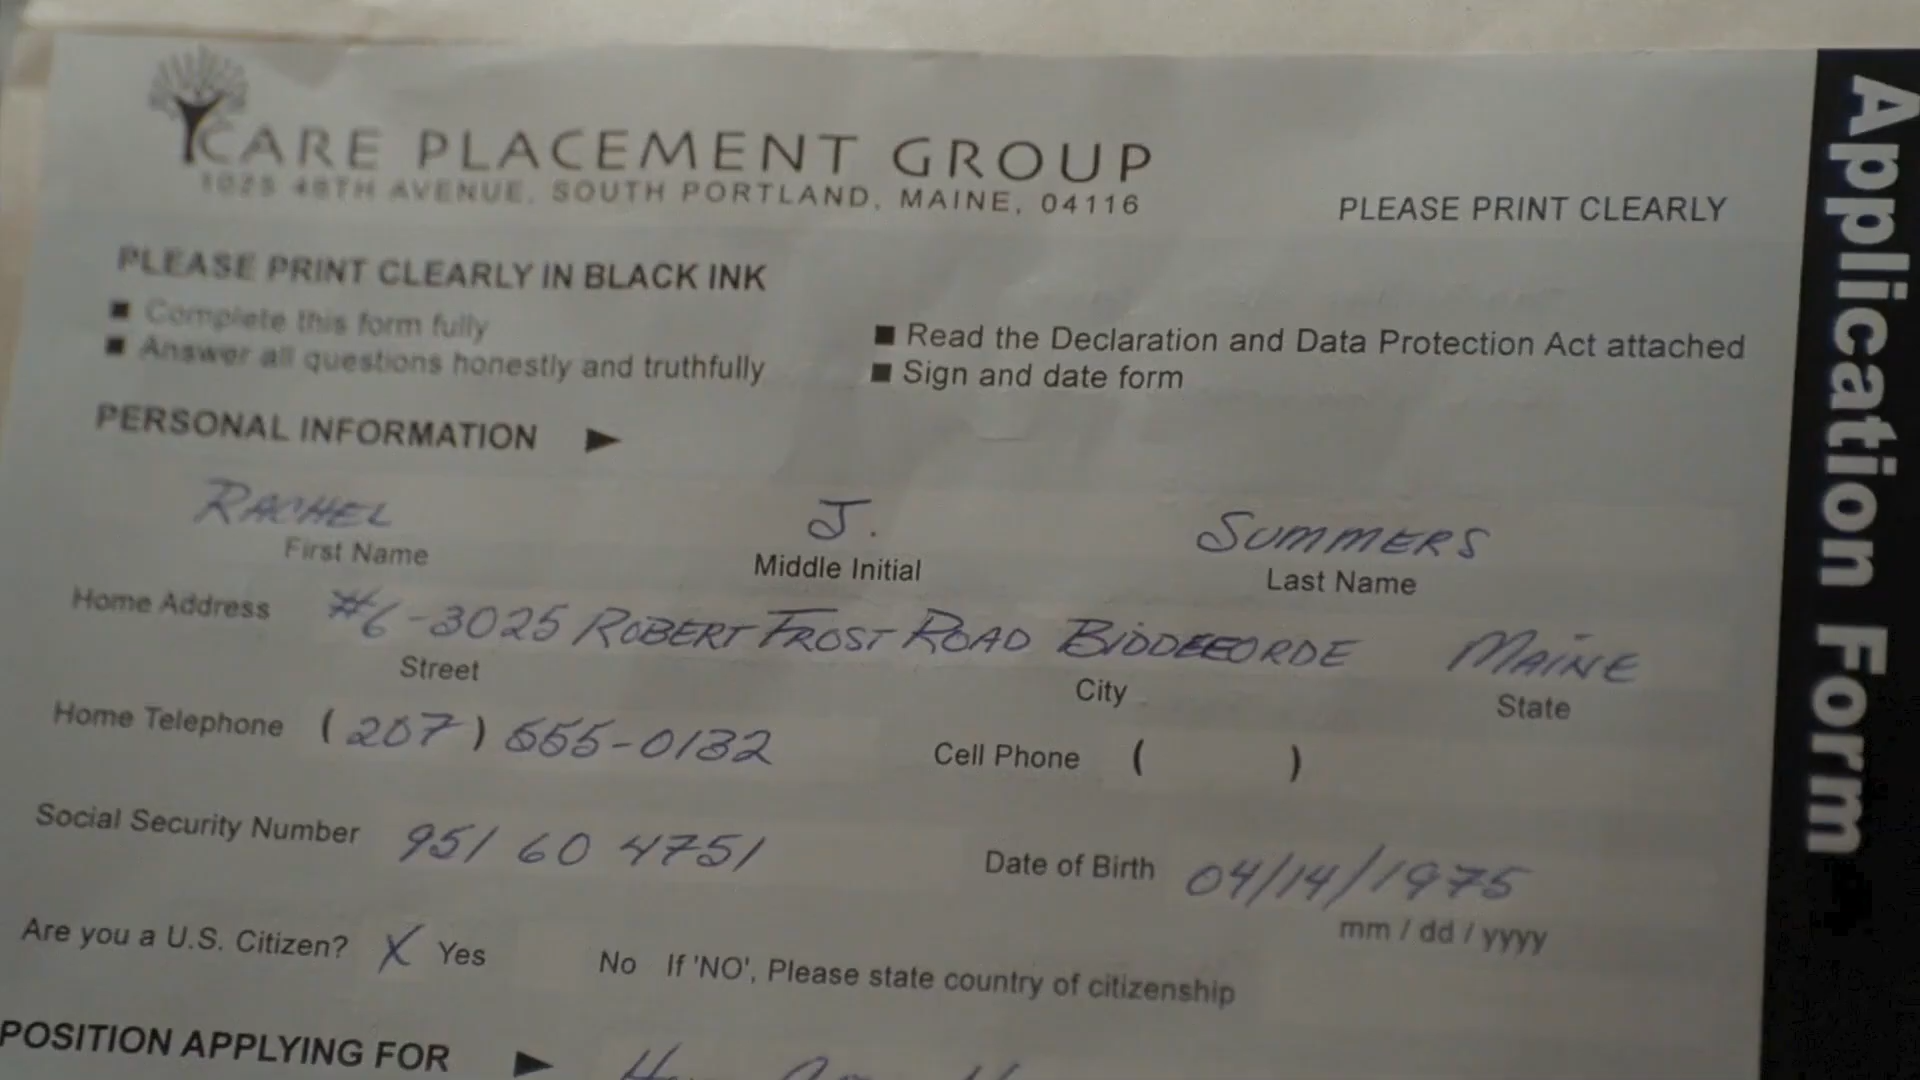 CARE PLACEMENT GROUP
1025 48TH AVENUE, SOUTH PORTLAND, MAINE, 04116
PLEASE PRINT CLEARLY
PLEASE PRINT CLEARLY IN BLACK INK
■ Complete this form fully
■ Answer all questions honestly and truthfully
■ Read the Declaration and Data Protection Act attached
■ Sign and date form
PERSONAL INFORMATION ►
RACHEL J. SUMMERS
First Name Middle Initial Last Name
Home Address #6-3025 ROBERT FROST ROAD BIDDEEORDE MAINE
Street City State
Home Telephone (207) 555-0132 Cell Phone ( )
Social Security Number 951 60 4751 Date of Birth 04/14/1975
mm / dd / yyyy
Are you a U.S. Citizen? X Yes No If 'NO', Please state country of citizenship
POSITION APPLYING FOR ►
Application Form